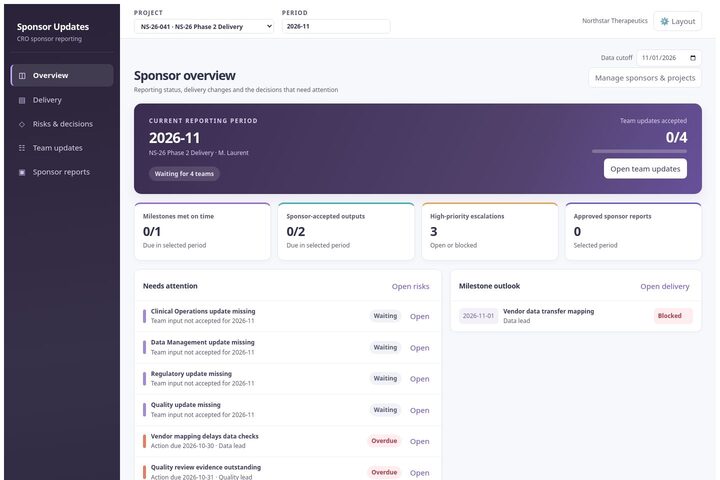 Sponsor Updates
CRO sponsor reporting
Overview
Delivery
Risks & decisions
Team updates
Sponsor reports
PROJECT
NS-26-041 · NS-26 Phase 2 Delivery
PERIOD
2026-11
Northstar Therapeutics
Layout
Data cutoff
11/01/2026
Sponsor overview
Reporting status, delivery changes and the decisions that need attention
Manage sponsors & projects
CURRENT REPORTING PERIOD
2026-11
NS-26 Phase 2 Delivery · M. Laurent
Waiting for 4 teams
Team updates accepted
0/4
Open team updates
Milestones met on time
0/1
Due in selected period
Sponsor-accepted outputs
0/2
Due in selected period
High-priority escalations
3
Open or blocked
Approved sponsor reports
0
Selected period
Needs attention
Open risks
Clinical Operations update missing
Team input not accepted for 2026-11
Waiting
Open
Data Management update missing
Team input not accepted for 2026-11
Waiting
Open
Regulatory update missing
Team input not accepted for 2026-11
Waiting
Open
Quality update missing
Team input not accepted for 2026-11
Waiting
Open
Vendor mapping delays data checks
Action due 2026-10-30 · Data lead
Overdue
Open
Quality review evidence outstanding
Action due 2026-10-31 · Quality lead
Overdue
Open
Milestone outlook
Open delivery
2026-11-01
Vendor data transfer mapping
Data lead
Blocked